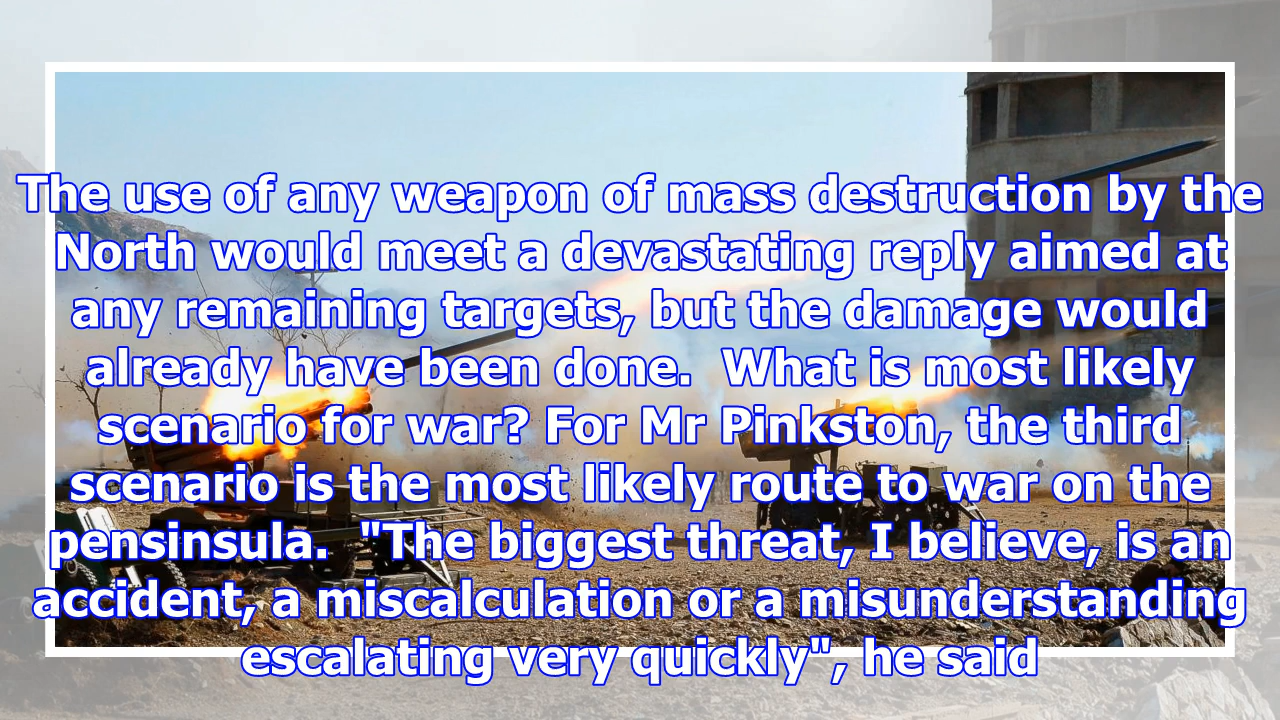 The use of any weapon of mass destruction by the
North would meet a devastating reply aimed at
any remaining targets, but the damage would
already have been done.  What is most likely
scenario for war? For Mr Pinkston, the third
scenario is the most likely route to war on the
pensinsula.  "The biggest threat, I believe, is an
accident, a miscalculation or a misunderstanding
escalating very quickly", he said